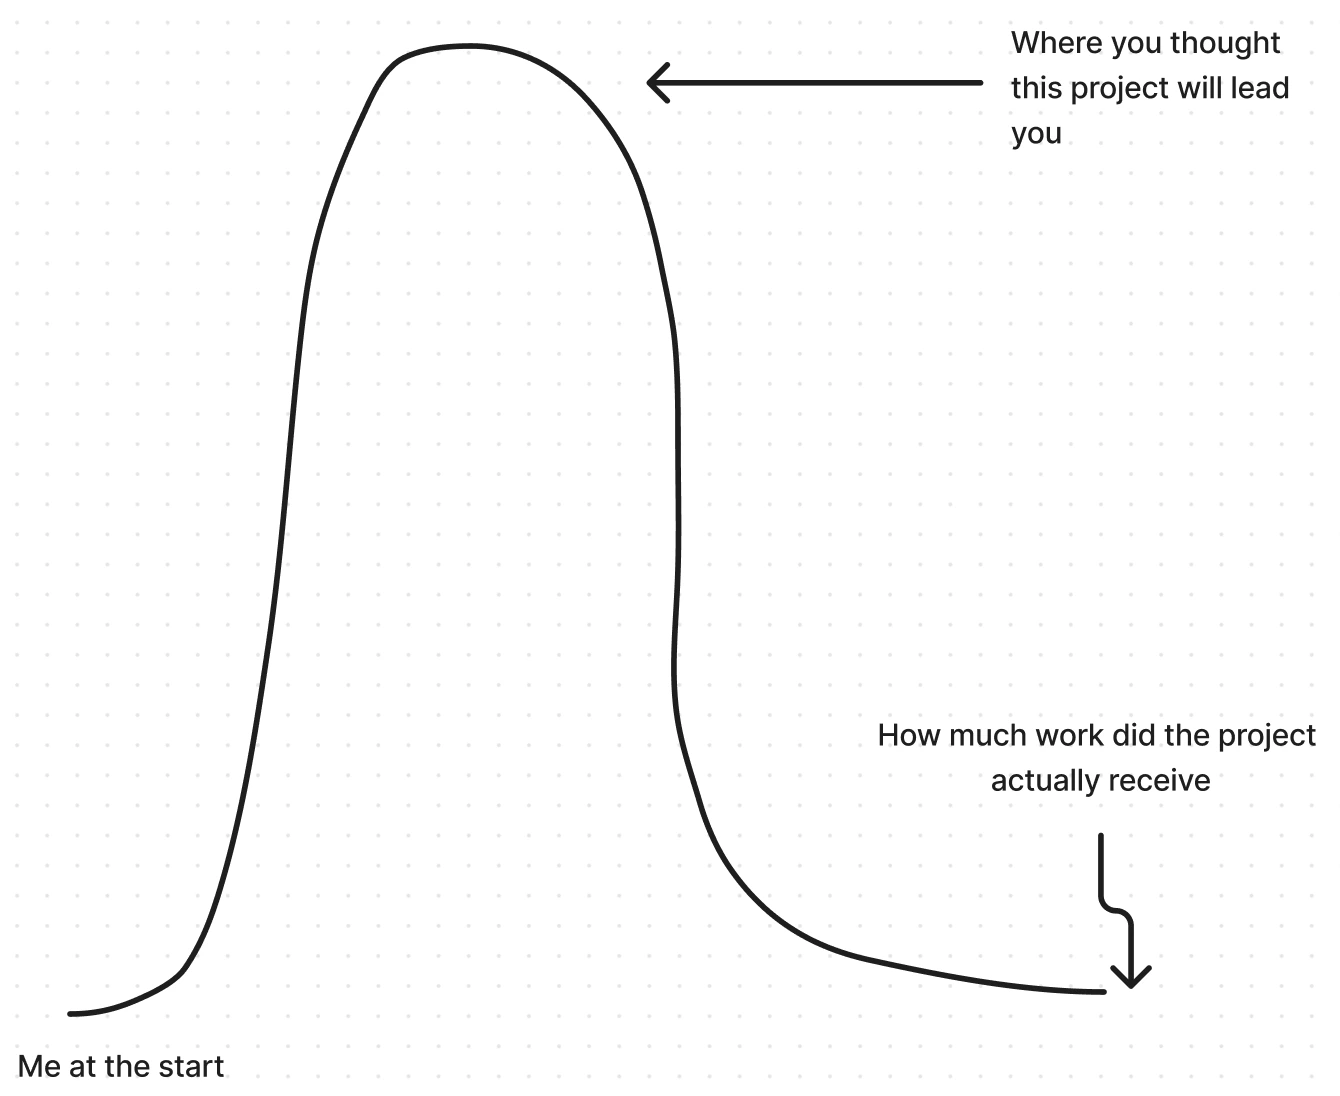 Where you thought
this project will lead
you
How much work did the project
actually receive
Me at the start